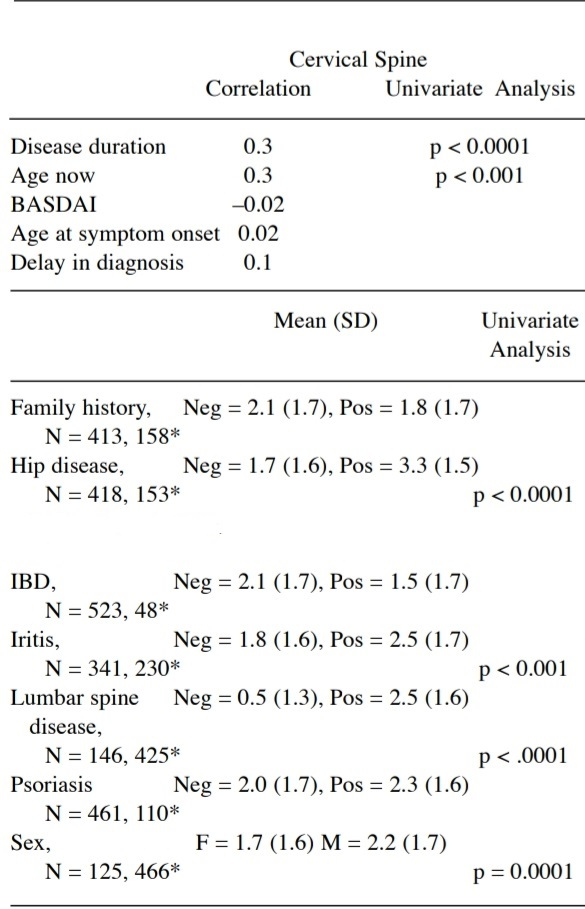 Cervical Spine
Correlation Univariate Analysis
Disease duration 0.3 p < 0.0001
Age now 0.3 p < 0.001
BASDAI –0.02
Age at symptom onset 0.02
Delay in diagnosis 0.1
Mean (SD) Univariate
Analysis
Family history, Neg = 2.1 (1.7), Pos = 1.8 (1.7)
N = 413, 158*
Hip disease, Neg = 1.7 (1.6), Pos = 3.3 (1.5)
N = 418, 153* p < 0.0001
IBD, Neg = 2.1 (1.7), Pos = 1.5 (1.7)
N = 523, 48*
Iritis, Neg = 1.8 (1.6), Pos = 2.5 (1.7)
N = 341, 230* p < 0.001
Lumbar spine Neg = 0.5 (1.3), Pos = 2.5 (1.6)
disease,
N = 146, 425* p < .0001
Psoriasis Neg = 2.0 (1.7), Pos = 2.3 (1.6)
N = 461, 110*
Sex, F = 1.7 (1.6) M = 2.2 (1.7)
N = 125, 466* p = 0.0001